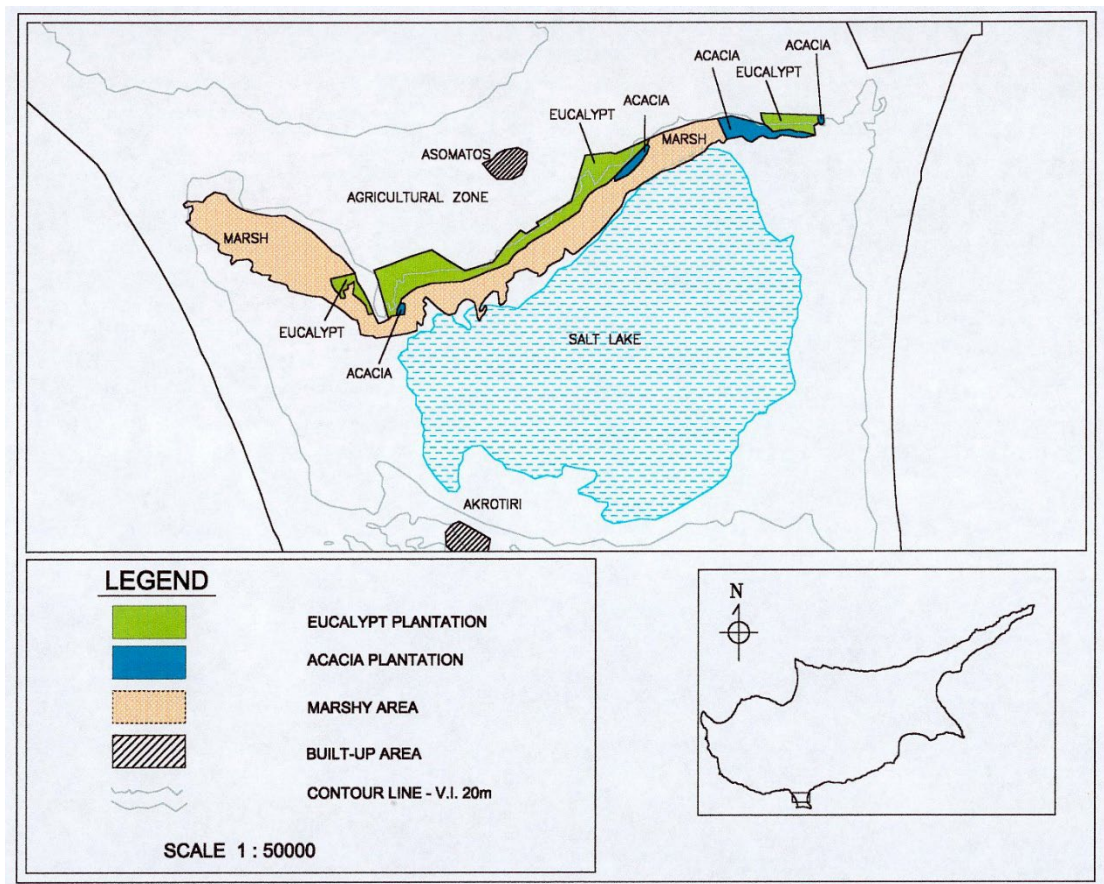 ACACIA
ACACIA
EUCALYPT
ACACIA
EUCALYPT
MARSH
ASOMATOS
AGRICULTURAL ZONE
MARSH
EUCALYPT
SALT LAKE
ACACIA
AKROTIRI
LEGEND
EUCALYPT PLANTATION
ACACIA PLANTATION
MARSHY AREA
BUILT-UP AREA
CONTOUR LINE - V.I. 20m
SCALE 1 : 50000
N